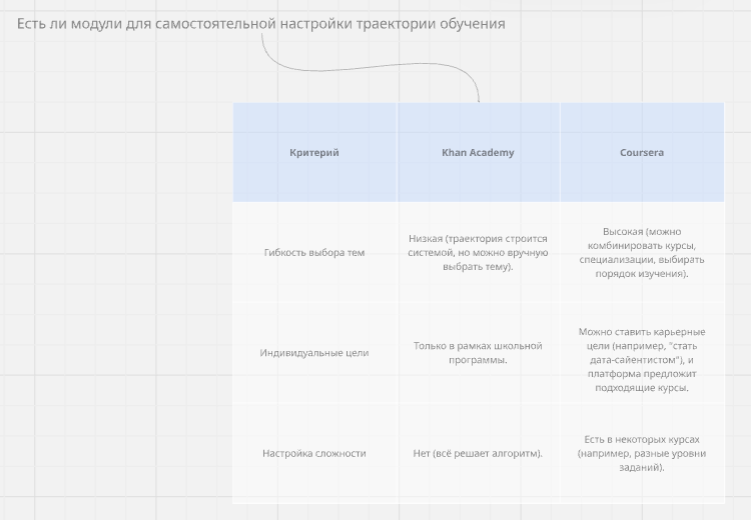 Есть ли модули для самостоятельной настройки траектории обучения
Критерий
Khan Academy
Coursera
Гибкость выбора тем
Низкая (траектория строится
системой, но можно вручную
выбрать тему).
Высокая (можно
комбинировать курсы,
специализации, выбирать
порядок изучения).
Индивидуальные цели
Только в рамках школьной
программы.
Можно ставить карьерные
цели (например, "стать
дата-сайентистом"), и
платформа предложит
подходящие курсы.
Настройка сложности
Нет (всё решает алгоритм).
Есть в некоторых курсах
(например, разные уровни
заданий).